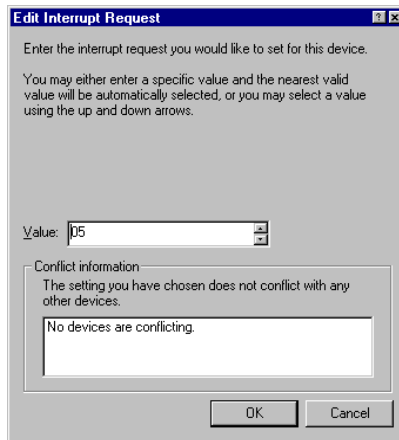 Edit Interrupt Request
Enter the interrupt request you would like to set for this device.
You may either enter a specific value and the nearest valid
value will be automatically selected, or you may select a value
using the up and down arrows.
Value: 05
Conflict information
The setting you have chosen does not conflict with any
other devices.
No devices are conflicting.
OK Cancel